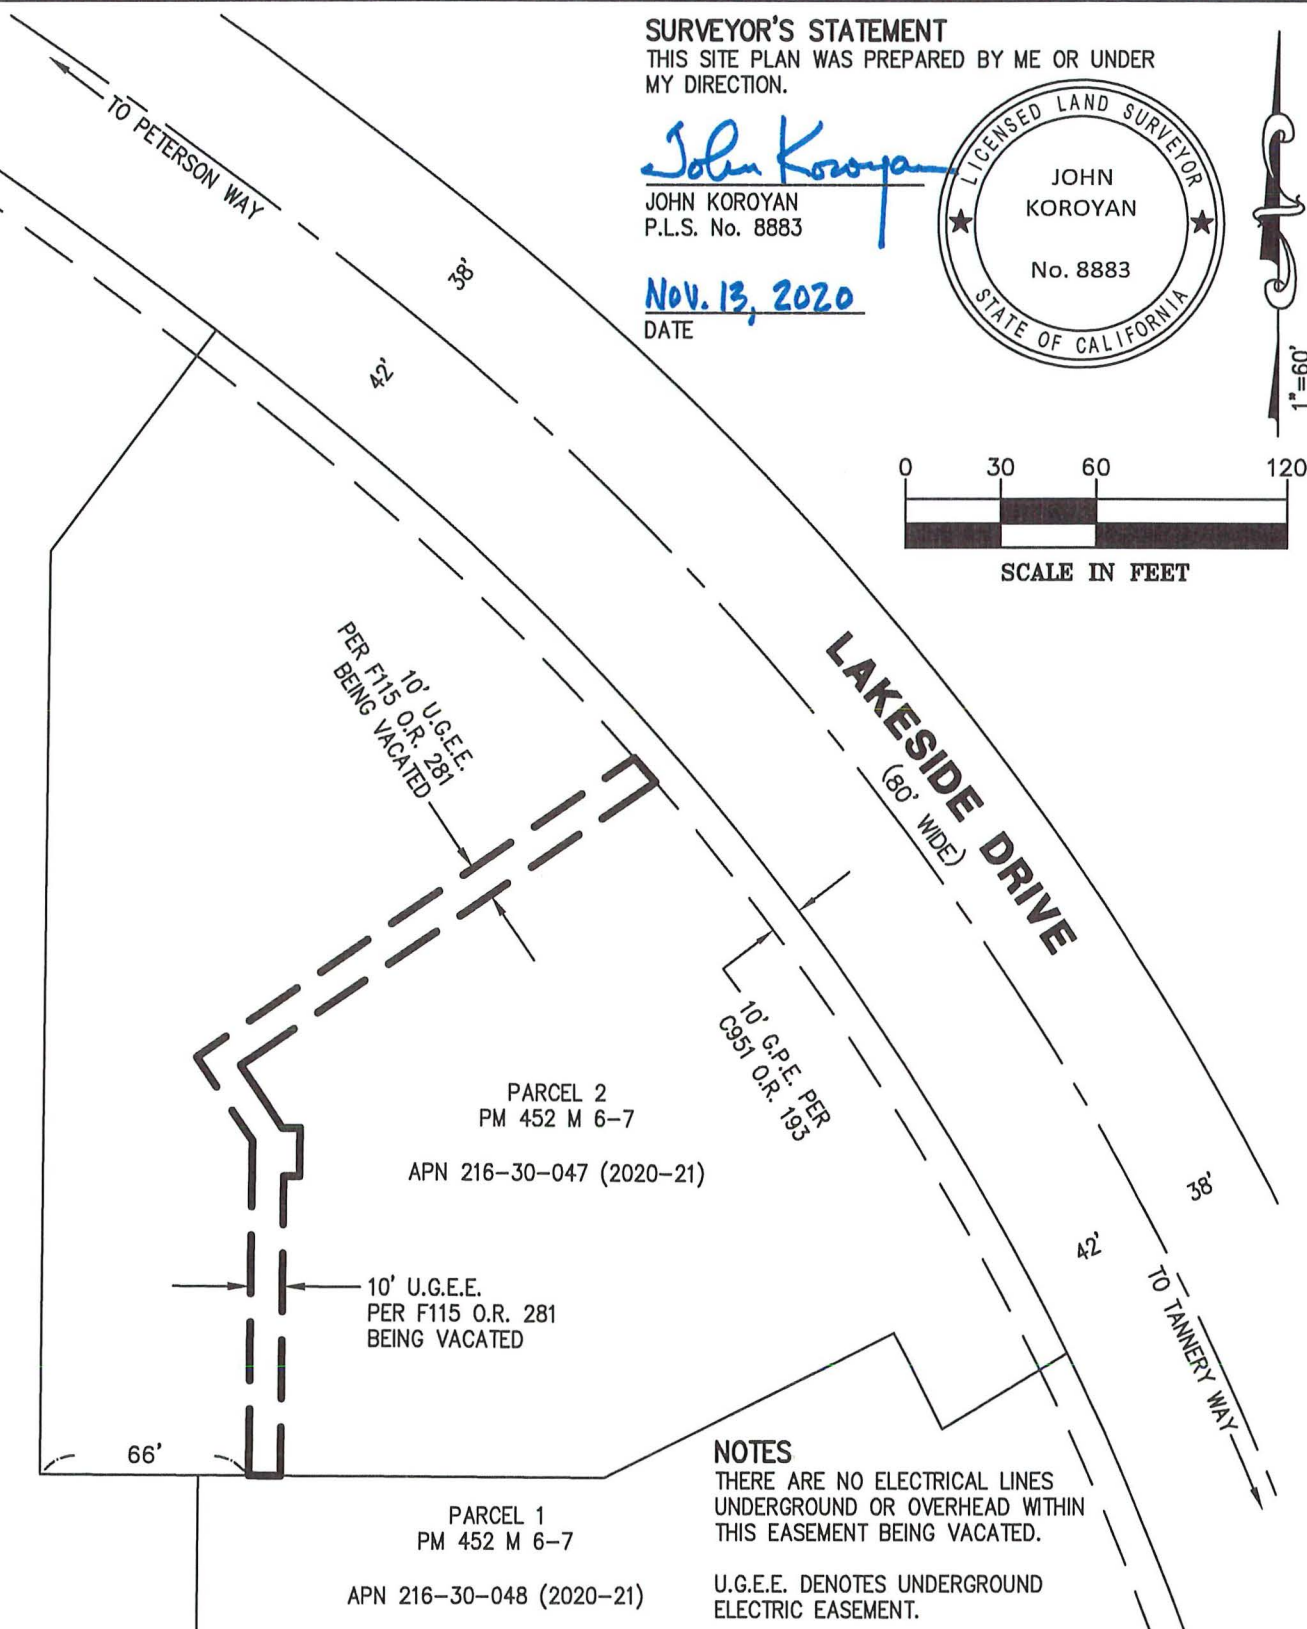 SURVEYOR'S STATEMENT
THIS SITE PLAN WAS PREPARED BY ME OR UNDER
MY DIRECTION.
John Koroyan
JOHN KOROYAN
P.L.S. No. 8883
Nov. 13, 2020
DATE
LICENSED LAND SURVEYOR
JOHN
KOROYAN
No. 8883
STATE OF CALIFORNIA
1"=60'
0 30 60 120
SCALE IN FEET
TO PETERSON WAY
38'
42'
LAKESIDE DRIVE
(80' WIDE)
10' U.G.E.E.
PER F115 O.R. 281
BEING VACATED
10' G.P.E. PER
C951 O.R. 193
PARCEL 2
PM 452 M 6-7
APN 216-30-047 (2020-21)
38'
42'
TO TANNERY WAY
10' U.G.E.E.
PER F115 O.R. 281
BEING VACATED
66'
PARCEL 1
PM 452 M 6-7
APN 216-30-048 (2020-21)
NOTES
THERE ARE NO ELECTRICAL LINES
UNDERGROUND OR OVERHEAD WITHIN
THIS EASEMENT BEING VACATED.
U.G.E.E. DENOTES UNDERGROUND
ELECTRIC EASEMENT.